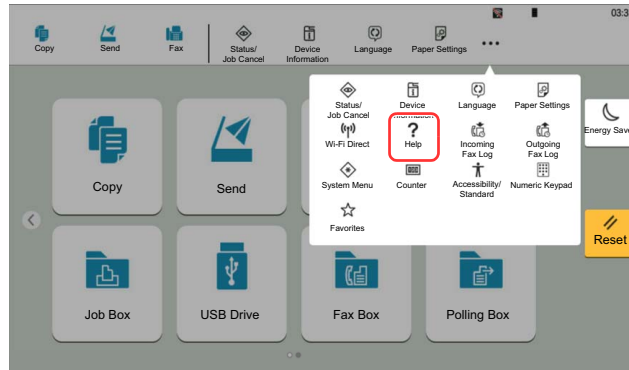 03:3
Copy
Send
Fax
Status/
Job Cancel
Device
Information
Language
Paper Settings
Status/
Job Cancel
Device
Information
Language
Paper Settings
Wi-Fi Direct
Help
Incoming
Fax Log
Outgoing
Fax Log
System Menu
Counter
Accessibility/
Standard
Numeric Keypad
Favorites
Energy Save
Copy
Send
Reset
Job Box
USB Drive
Fax Box
Polling Box